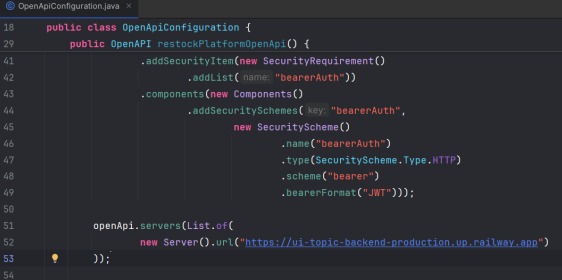 OpenApiConfiguration.java ×
18 public class OpenApiConfiguration {
29 public OpenAPI restockPlatformOpenApi() {
41 .addSecurityItem(new SecurityRequirement()
42 .addList( name: "bearerAuth"))
43 .components(new Components()
44 .addSecuritySchemes( key: "bearerAuth",
45 new SecurityScheme()
46 .name("bearerAuth")
47 .type(SecurityScheme.Type.HTTP)
48 .scheme("bearer")
49 .bearerFormat("JWT")));
50
51 openApi.servers(List.of(
52 new Server().url("https://ui-topic-backend-production.up.railway.app")
53 ));